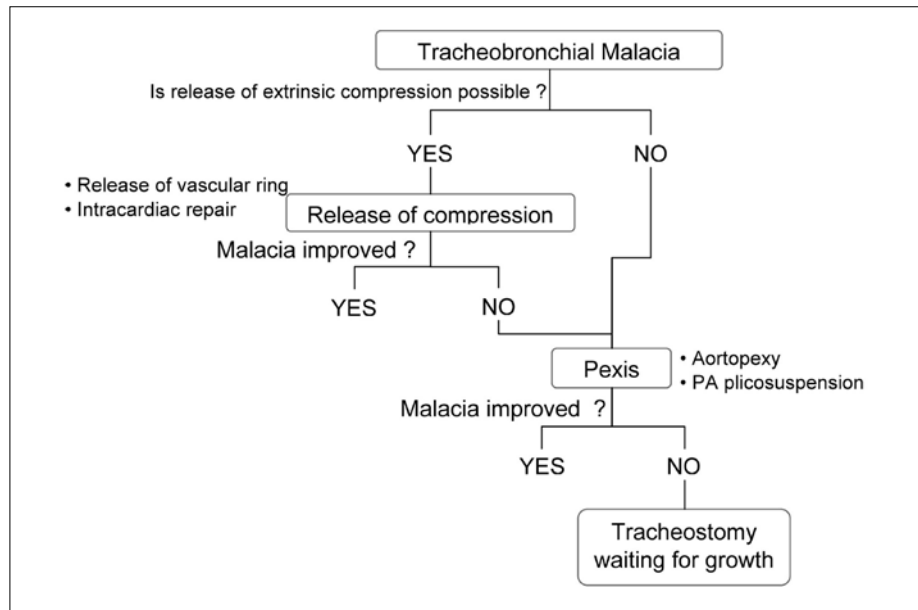 Tracheobronchial Malacia
Is release of extrinsic compression possible ?
YES
NO
• Release of vascular ring
• Intracardiac repair
Release of compression
Malacia improved ?
YES
NO
Pexis
• Aortopexy
• PA plicosuspension
Malacia improved ?
YES
NO
Tracheostomy
waiting for growth